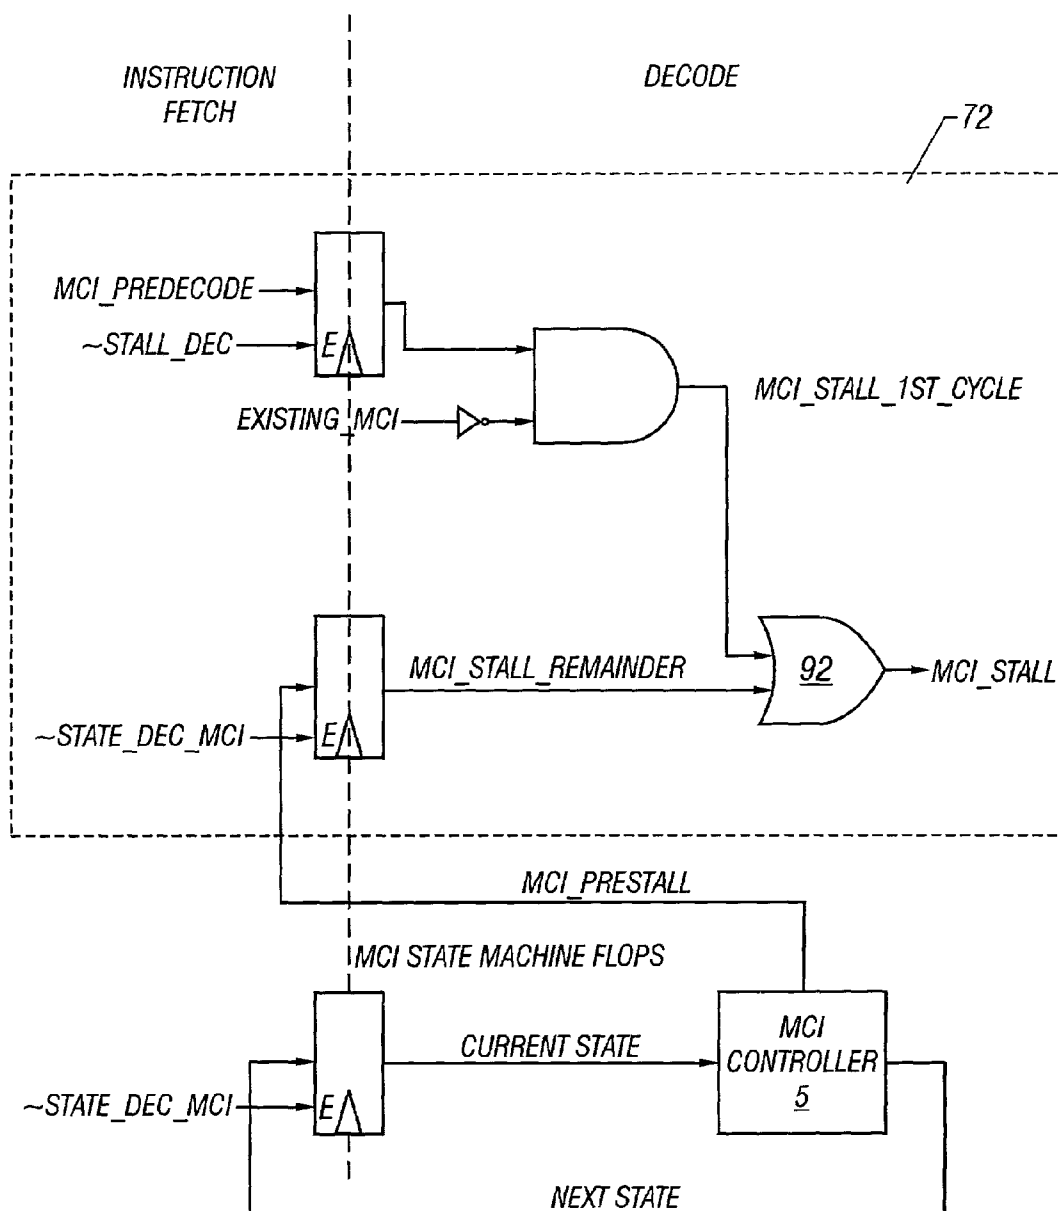 INSTRUCTION
FETCH
DECODE
72
MCI_PREDECODE
~STALL_DEC
E
EXISTING_MCI
MCI_STALL_1ST_CYCLE
MCI_STALL_REMAINDER
92
MCI_STALL
~STATE_DEC_MCI
E
MCI_PRESTALL
MCI STATE MACHINE FLOPS
CURRENT STATE
MCI
CONTROLLER
5
~STATE_DEC_MCI
E
NEXT STATE